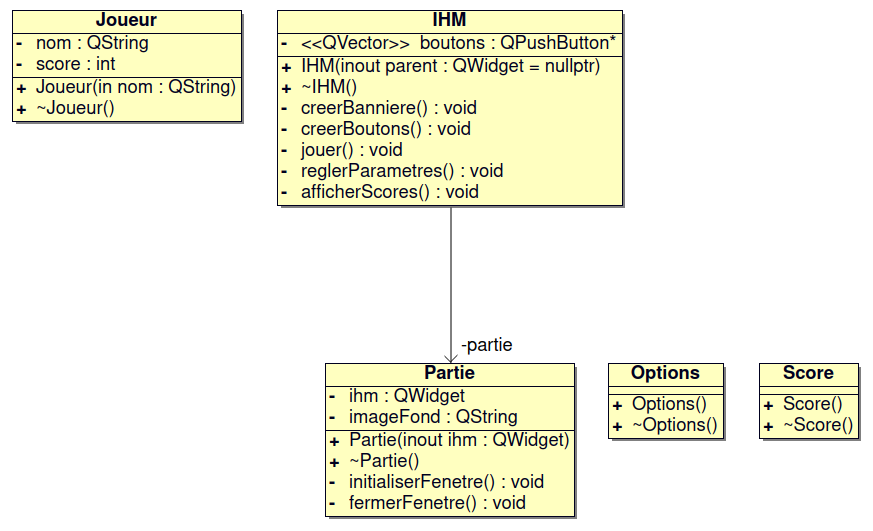 Joueur
- nom : QString
- score : int
+ Joueur(in nom : QString)
+ ~Joueur()
IHM
- <<QVector>> boutons : QPushButton*
+ IHM(inout parent : QWidget = nullptr)
+ ~IHM()
- creerBanniere() : void
- creerBoutons() : void
- jouer() : void
- reglerParametres() : void
- afficherScores() : void
-partie
Partie
- ihm : QWidget
- imageFond : QString
+ Partie(inout ihm : QWidget)
+ ~Partie()
- initialiserFenetre() : void
- fermerFenetre() : void
Options
+ Options()
+ ~Options()
Score
+ Score()
+ ~Score()